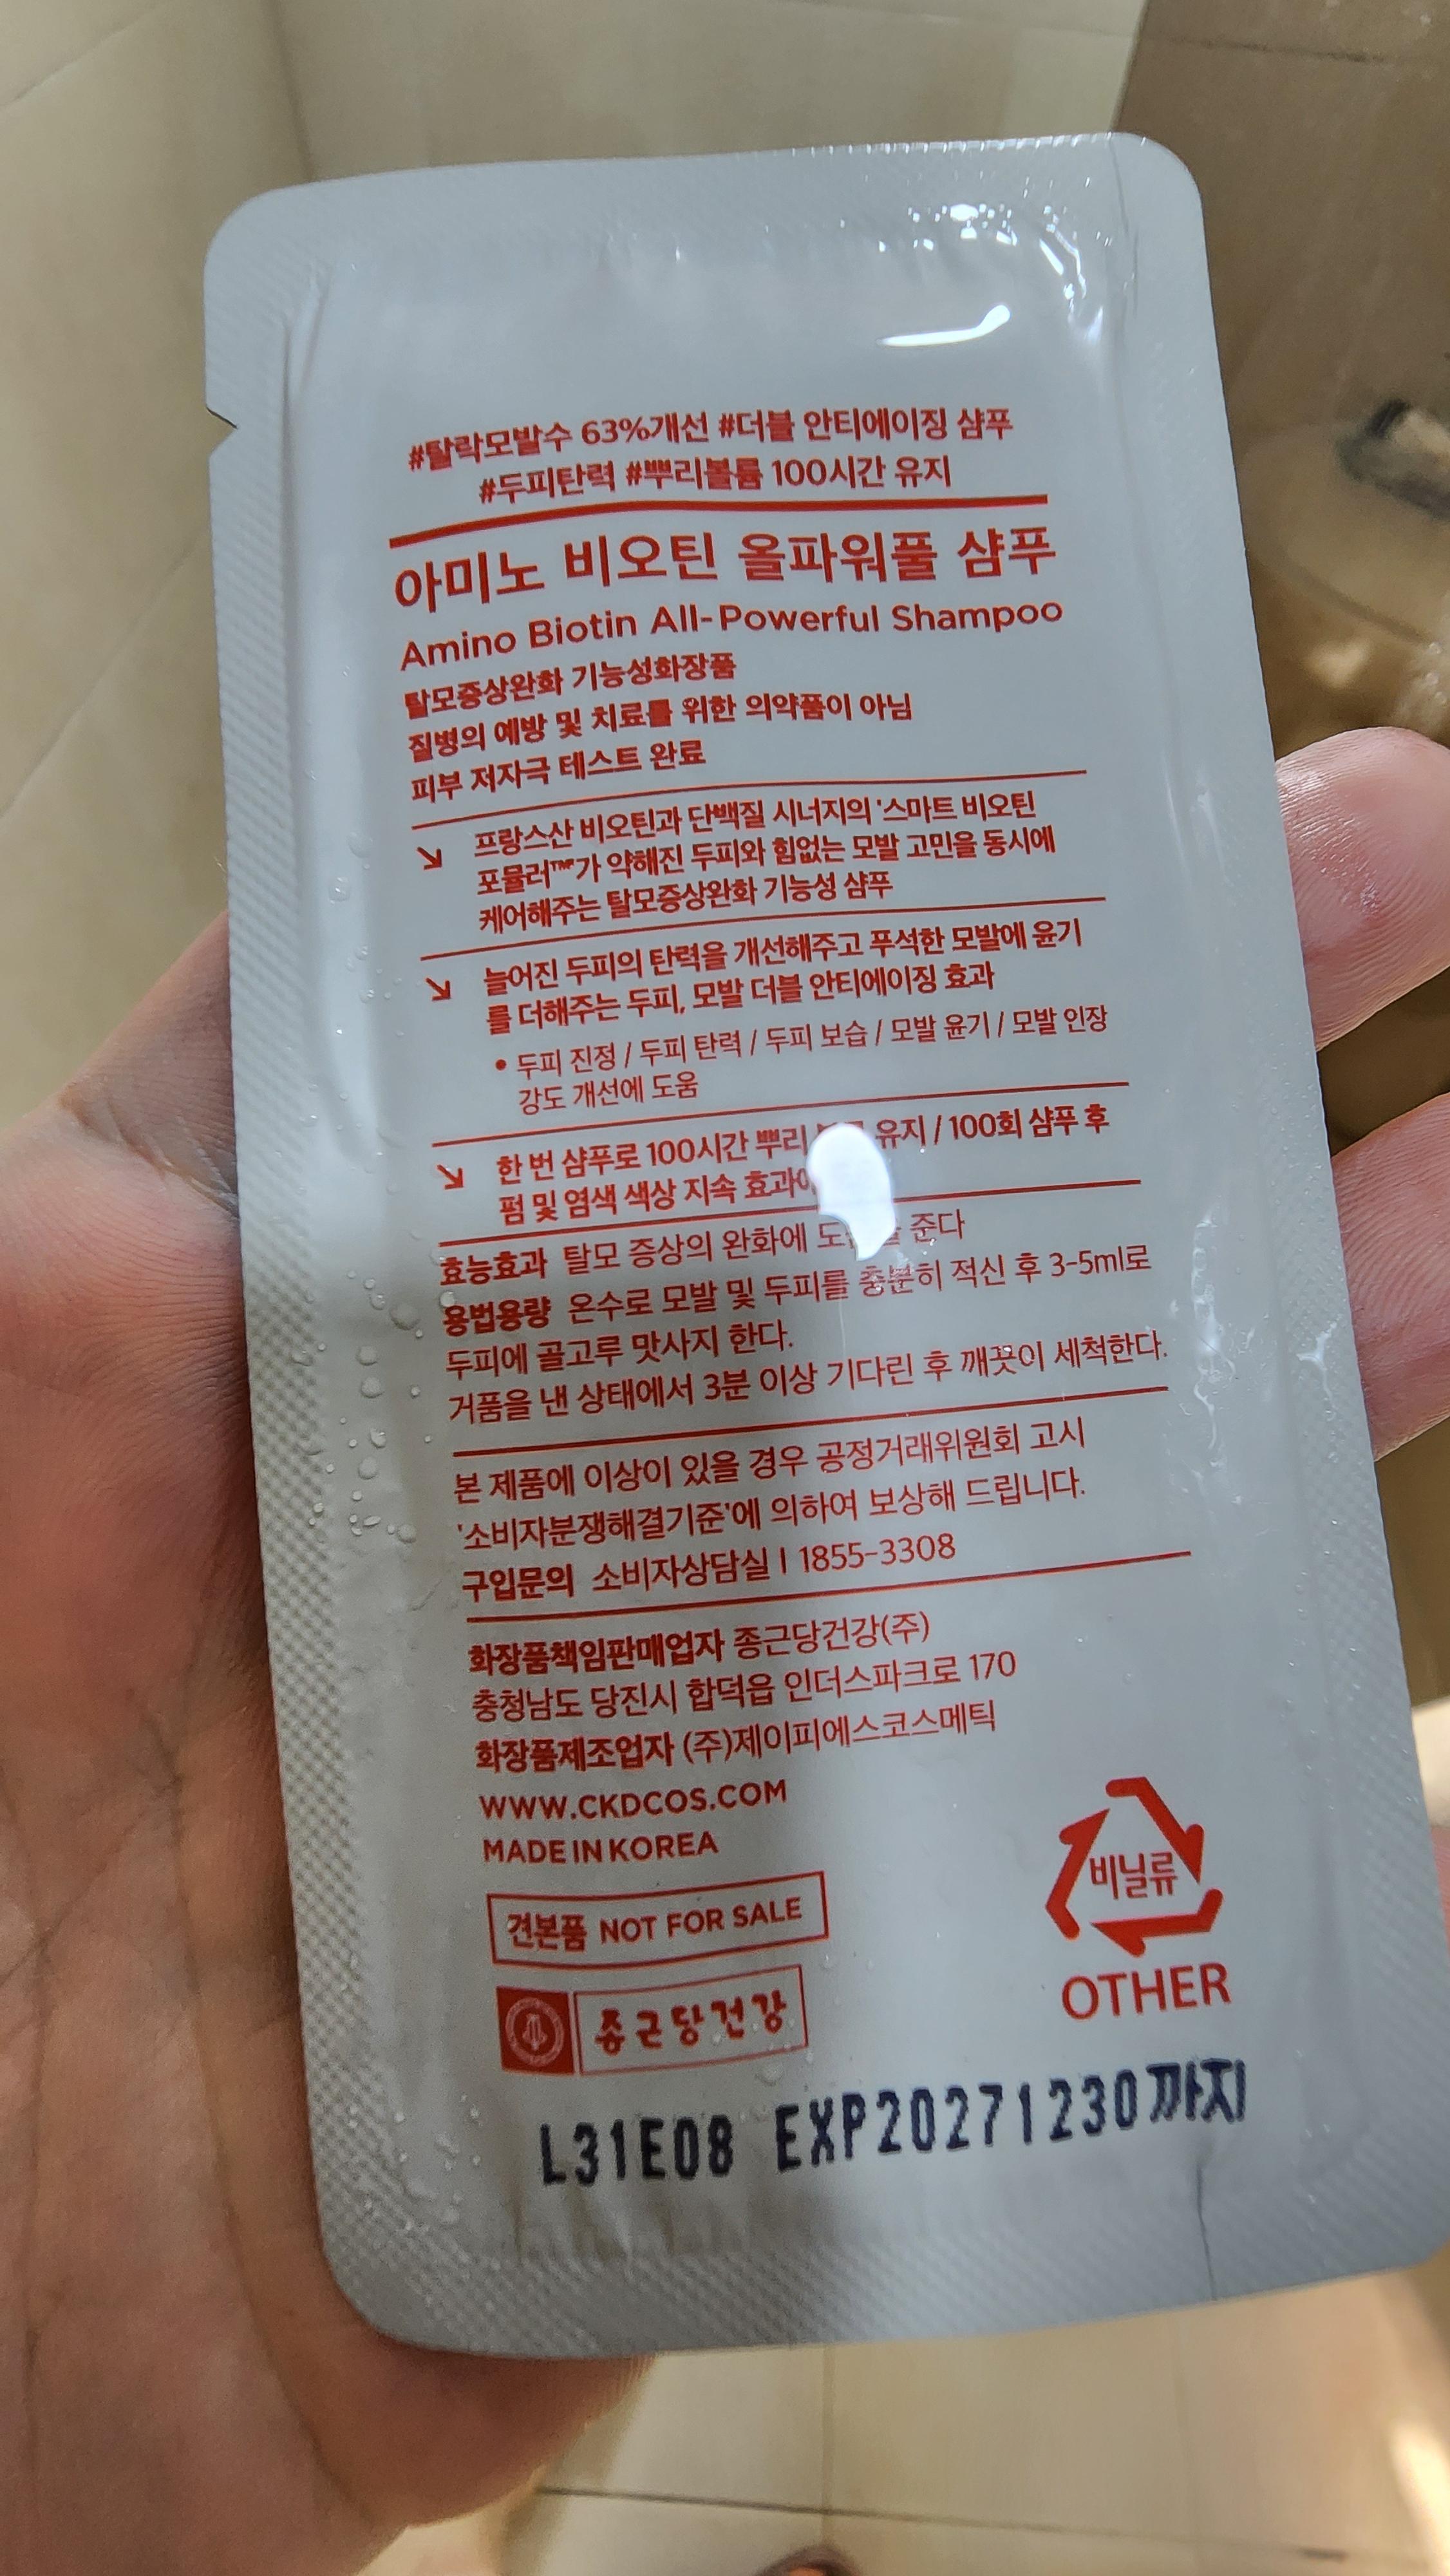 #탈락모발수 63%개선 #더블 안티에이징 샴푸
#두피탄력 #뿌리볼륨 100시간 유지
아미노 비오틴 올파워풀 샴푸
Amino Biotin All-Powerful Shampoo
탈모증상완화 기능성화장품
질병의 예방 및 치료를 위한 의약품이 아님
피부 저자극 테스트 완료
↘ 프랑스산 비오틴과 단백질 시너지의 '스마트 비오틴
포뮬러™'가 약해진 두피와 힘없는 모발 고민을 동시에
케어해주는 탈모증상완화 기능성 샴푸
↘ 늘어진 두피의 탄력을 개선해주고 푸석한 모발에 윤기
를 더해주는 두피, 모발 더블 안티에이징 효과
• 두피 진정 / 두피 탄력 / 두피 보습 / 모발 윤기 / 모발 인장
강도 개선에 도움
↘ 한 번 샴푸로 100시간 뿌리 유지 / 100회 샴푸 후
펌 및 염색 색상 지속
효능효과 탈모 증상의 완화에 준다
용법용량 온수로 모발 및 두피를 충분히 적신 후 3-5ml로
두피에 골고루 맛사지 한다.
거품을 낸 상태에서 3분 이상 기다린 후 깨끗이 세척한다.
본 제품에 이상이 있을 경우 공정거래위원회 고시
'소비자분쟁해결기준'에 의하여 보상해 드립니다.
구입문의 소비자상담실 | 1855-3308
화장품책임판매업자 종근당건강(주)
충청남도 당진시 합덕읍 인더스파크로 170
화장품제조업자 (주)제이피에스코스메틱
WWW.CKDCOS.COM
MADE IN KOREA
비닐류
견본품 NOT FOR SALE
OTHER
종근당건강
L31E08 EXP20271230까지